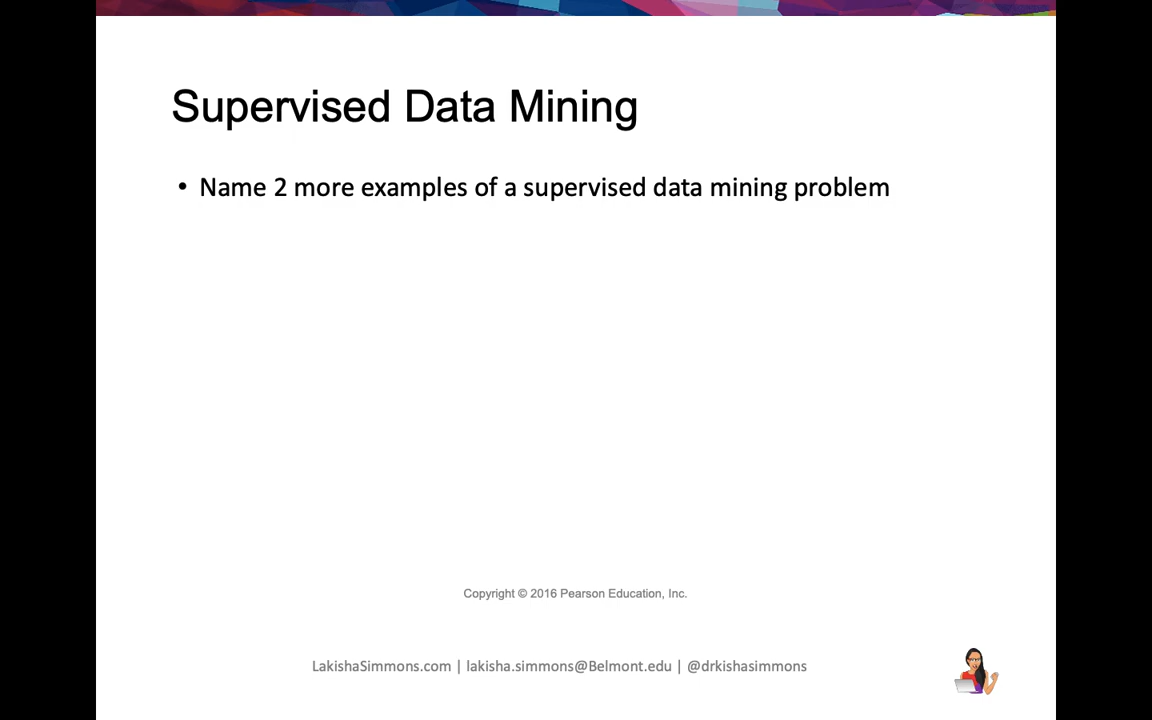 Supervised Data Mining
• Name 2 more examples of a supervised data mining problem
Copyright © 2016 Pearson Education, Inc.
LakishaSimmons.com | lakisha.simmons@Belmont.edu | @drkishasimmons